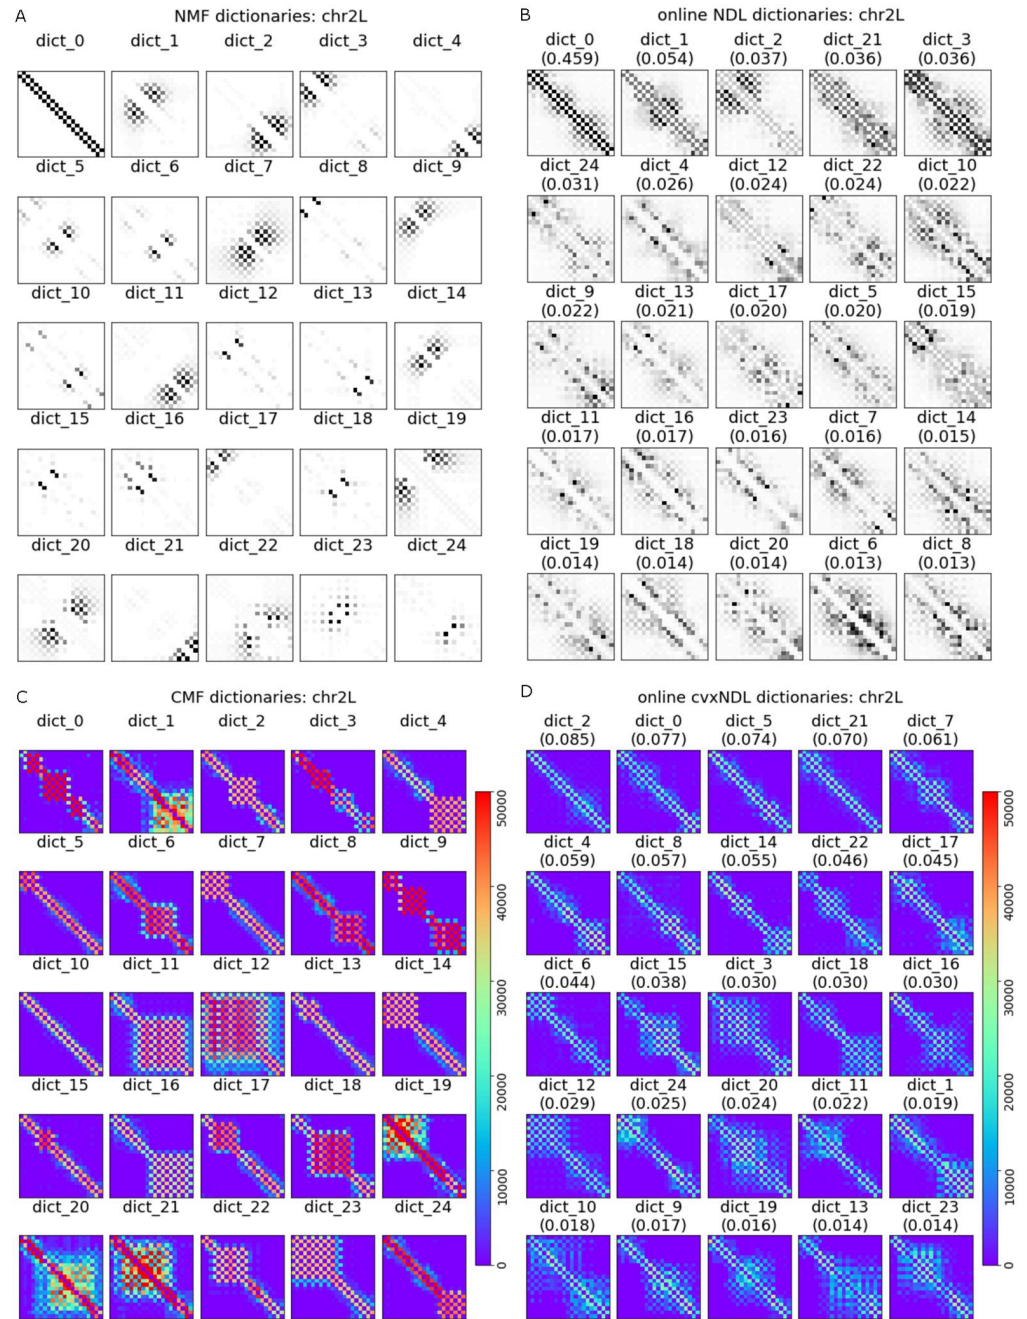 A
NMF dictionaries: chr2L
dict_0 dict_1 dict_2 dict_3 dict_4
dict_5 dict_6 dict_7 dict_8 dict_9
dict_10 dict_11 dict_12 dict_13 dict_14
dict_15 dict_16 dict_17 dict_18 dict_19
dict_20 dict_21 dict_22 dict_23 dict_24
B
online NDL dictionaries: chr2L
dict_0 dict_1 dict_2 dict_21 dict_3
(0.459) (0.054) (0.037) (0.036) (0.036)
dict_24 dict_4 dict_12 dict_22 dict_10
(0.031) (0.026) (0.024) (0.024) (0.022)
dict_9 dict_13 dict_17 dict_5 dict_15
(0.022) (0.021) (0.020) (0.020) (0.019)
dict_11 dict_16 dict_23 dict_7 dict_14
(0.017) (0.017) (0.016) (0.016) (0.015)
dict_19 dict_18 dict_20 dict_6 dict_8
(0.014) (0.014) (0.014) (0.013) (0.013)
C
CMF dictionaries: chr2L
dict_0 dict_1 dict_2 dict_3 dict_4
dict_5 dict_6 dict_7 dict_8 dict_9
dict_10 dict_11 dict_12 dict_13 dict_14
dict_15 dict_16 dict_17 dict_18 dict_19
dict_20 dict_21 dict_22 dict_23 dict_24
50000
40000
30000
20000
10000
0
D
online cvxNDL dictionaries: chr2L
dict_2 dict_0 dict_5 dict_21 dict_7
(0.085) (0.077) (0.074) (0.070) (0.061)
dict_4 dict_8 dict_14 dict_22 dict_17
(0.059) (0.057) (0.055) (0.046) (0.045)
dict_6 dict_15 dict_3 dict_18 dict_16
(0.044) (0.038) (0.030) (0.030) (0.030)
dict_12 dict_24 dict_20 dict_11 dict_1
(0.029) (0.025) (0.024) (0.022) (0.019)
dict_10 dict_9 dict_19 dict_13 dict_23
(0.018) (0.017) (0.016) (0.014) (0.014)
50000
40000
30000
20000
10000
0